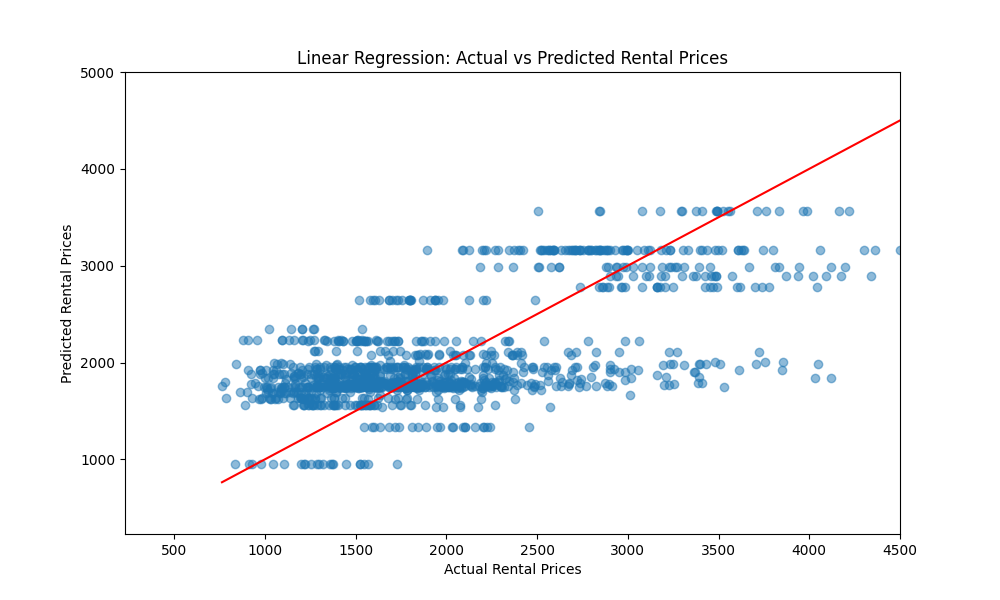 Linear Regression: Actual vs Predicted Rental Prices
5000
4000
3000
2000
1000
Predicted Rental Prices
500 1000 1500 2000 2500 3000 3500 4000 4500
Actual Rental Prices